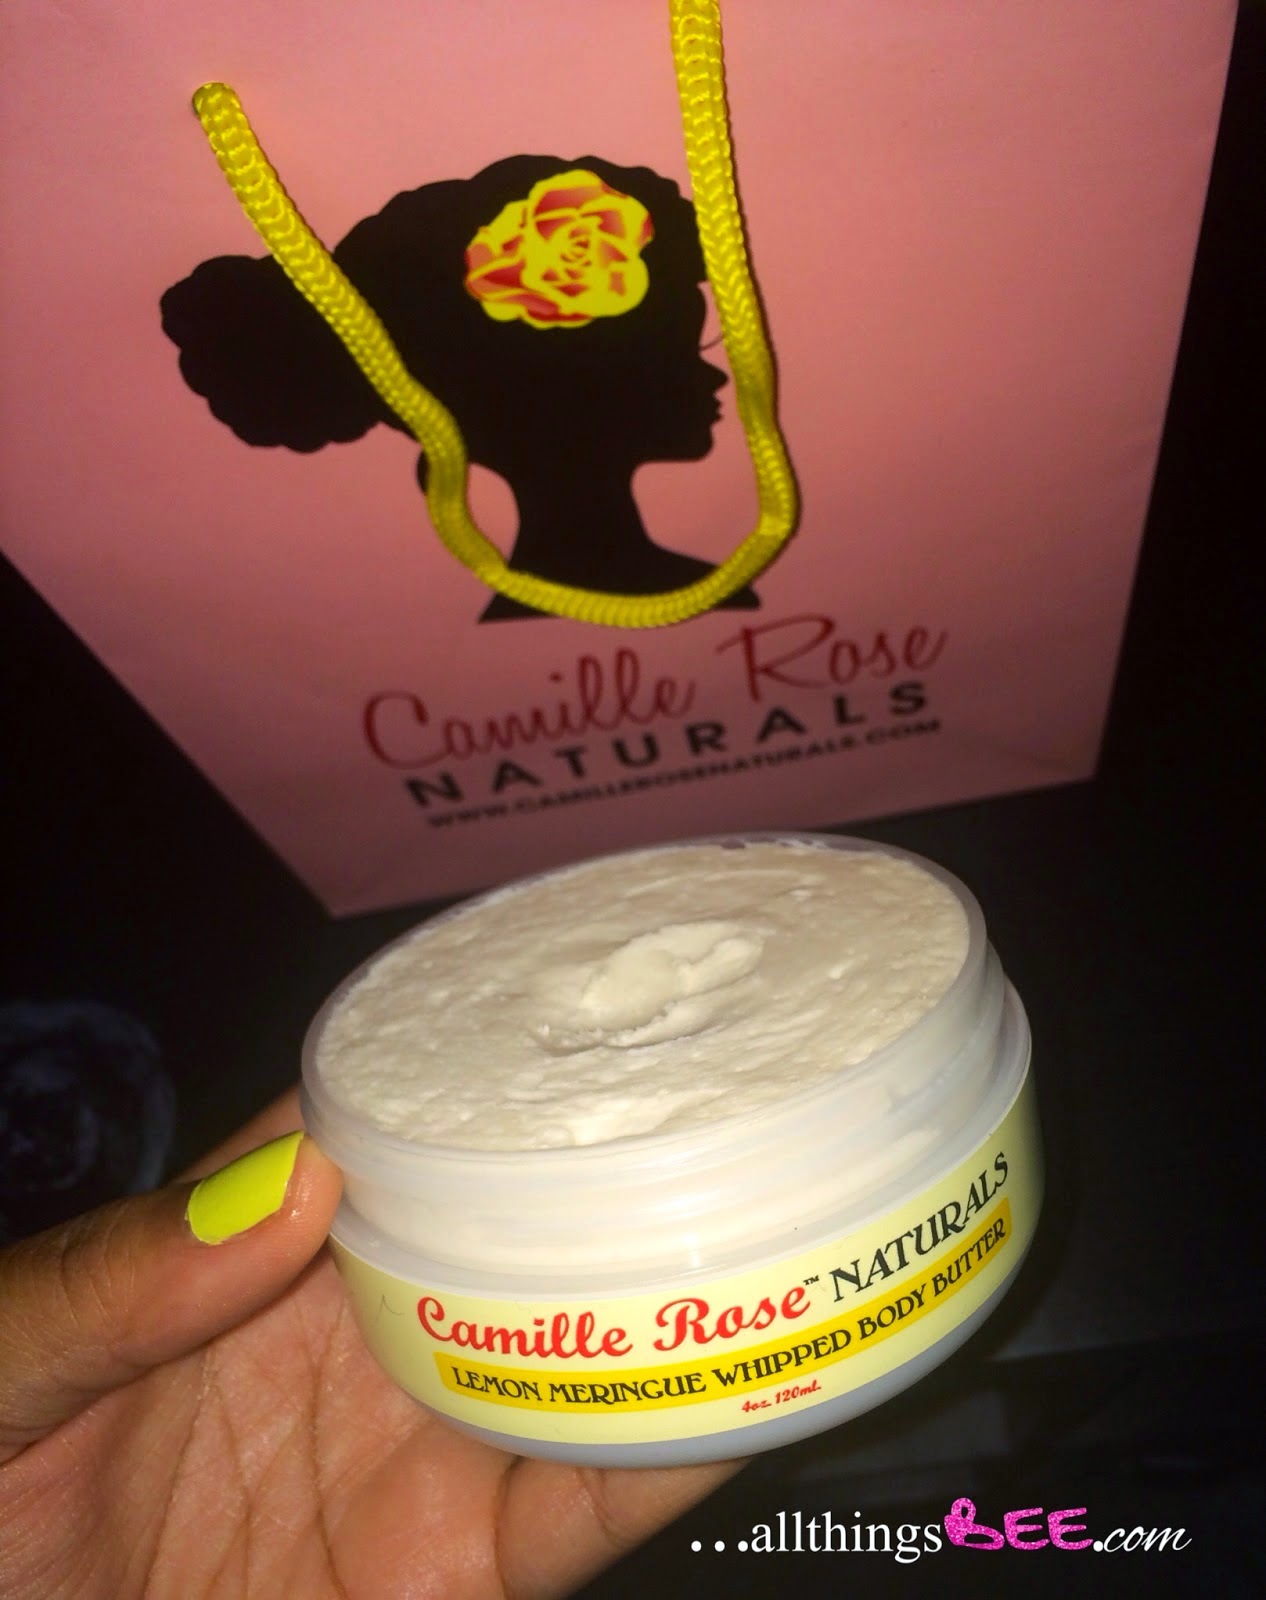 Camille Rose
NATURALS
WWW.CAMILLEROSENATURALS.COM
Camille Rose™ NATURALS
LEMON MERINGUE WHIPPED BODY BUTTER
4oz 120ml.
...allthingsBEE.com